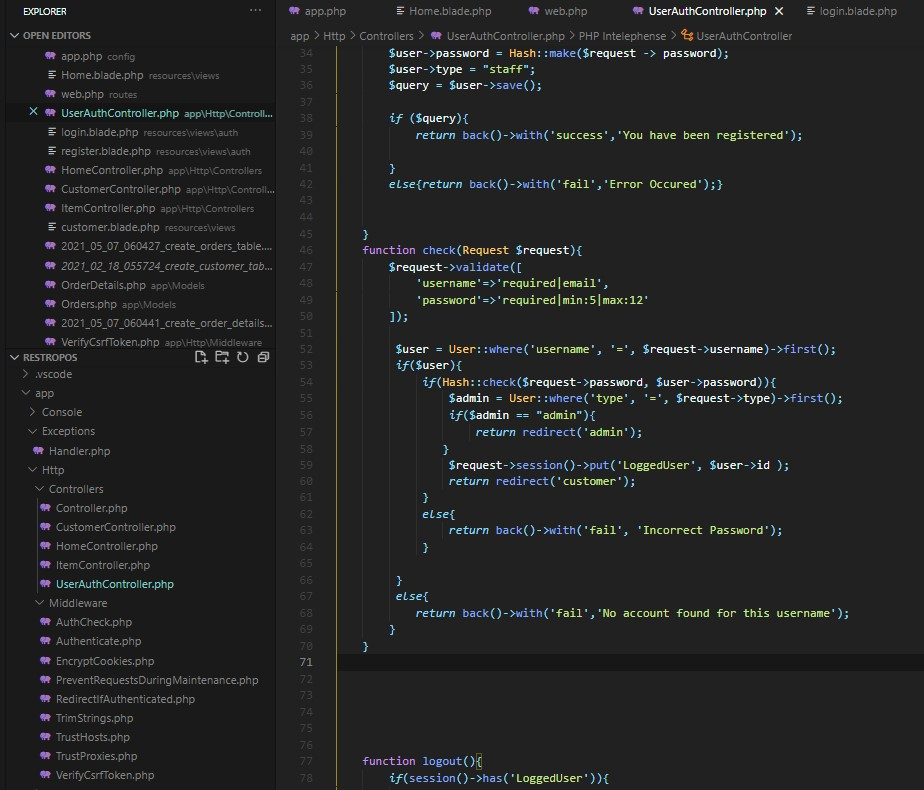 EXPLORER
OPEN EDITORS
app.php config
Home.blade.php resources\views
web.php routes
UserAuthController.php app\Http\Controll...
login.blade.php resources\views\auth
register.blade.php resources\views\auth
HomeController.php app\Http\Controllers
CustomerController.php app\Http\Controll...
ItemController.php app\Http\Controllers
customer.blade.php resources\views
2021_05_07_060427_create_orders_table....
2021_02_18_055724_create_customer_tab...
OrderDetails.php app\Models
Orders.php app\Models
2021_05_07_060441_create_order_details...
VerifyCsrfToken.php app\Http\Middleware
RESTROPOS
.vscode
app
Console
Exceptions
Handler.php
Http
Controllers
Controller.php
CustomerController.php
HomeController.php
ItemController.php
UserAuthController.php
Middleware
AuthCheck.php
Authenticate.php
EncryptCookies.php
PreventRequestsDuringMaintenance.php
RedirectIfAuthenticated.php
TrimStrings.php
TrustHosts.php
TrustProxies.php
VerifyCsrfToken.php
app.php Home.blade.php web.php UserAuthController.php login.blade.php
app > Http > Controllers > UserAuthController.php > PHP Intelephense > UserAuthController
34 $user->password = Hash::make($request -> password);
35 $user->type = "staff";
36 $query = $user->save();
37
38 if ($query){
39 return back()->with('success','You have been registered');
40
41 }
42 else{return back()->with('fail','Error Occured');}
43
44
45 }
46 function check(Request $request){
47 $request->validate([
48 'username'=>'required|email',
49 'password'=>'required|min:5|max:12'
50 ]);
51
52 $user = User::where('username', '=', $request->username)->first();
53 if($user){
54 if(Hash::check($request->password, $user->password)){
55 $admin = User::where('type', '=', $request->type)->first();
56 if($admin == "admin"){
57 return redirect('admin');
58 }
59 $request->session()->put('LoggedUser', $user->id );
60 return redirect('customer');
61 }
62 else{
63 return back()->with('fail', 'Incorrect Password');
64 }
65
66 }
67 else{
68 return back()->with('fail','No account found for this username');
69 }
70 }
71
72
73
74
75
76
77 function logout(){
78 if(session()->has('LoggedUser')){